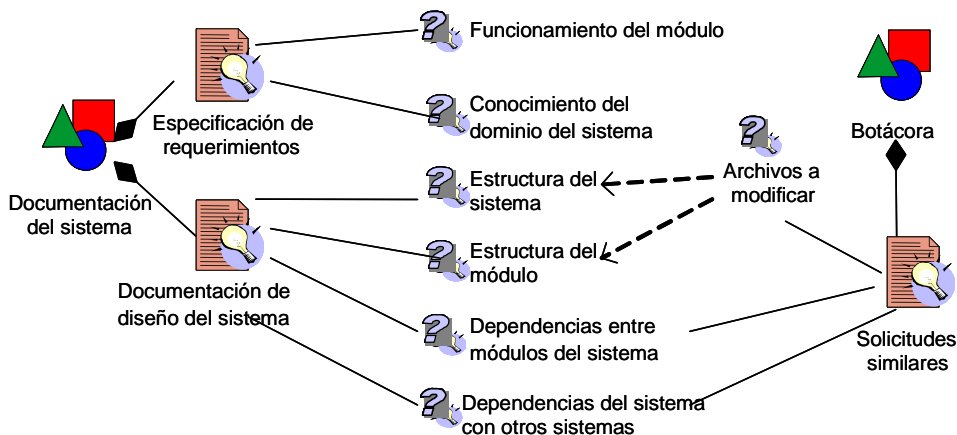 Funcionamiento del módulo
Especificación de
requerimientos
Conocimiento del
dominio del sistema
Botácora
Archivos a
modificar
Documentación
del sistema
Estructura del
sistema
Estructura del
módulo
Documentación de
diseño del sistema
Dependencias entre
módulos del sistema
Solicitudes
similares
Dependencias del sistema
con otros sistemas